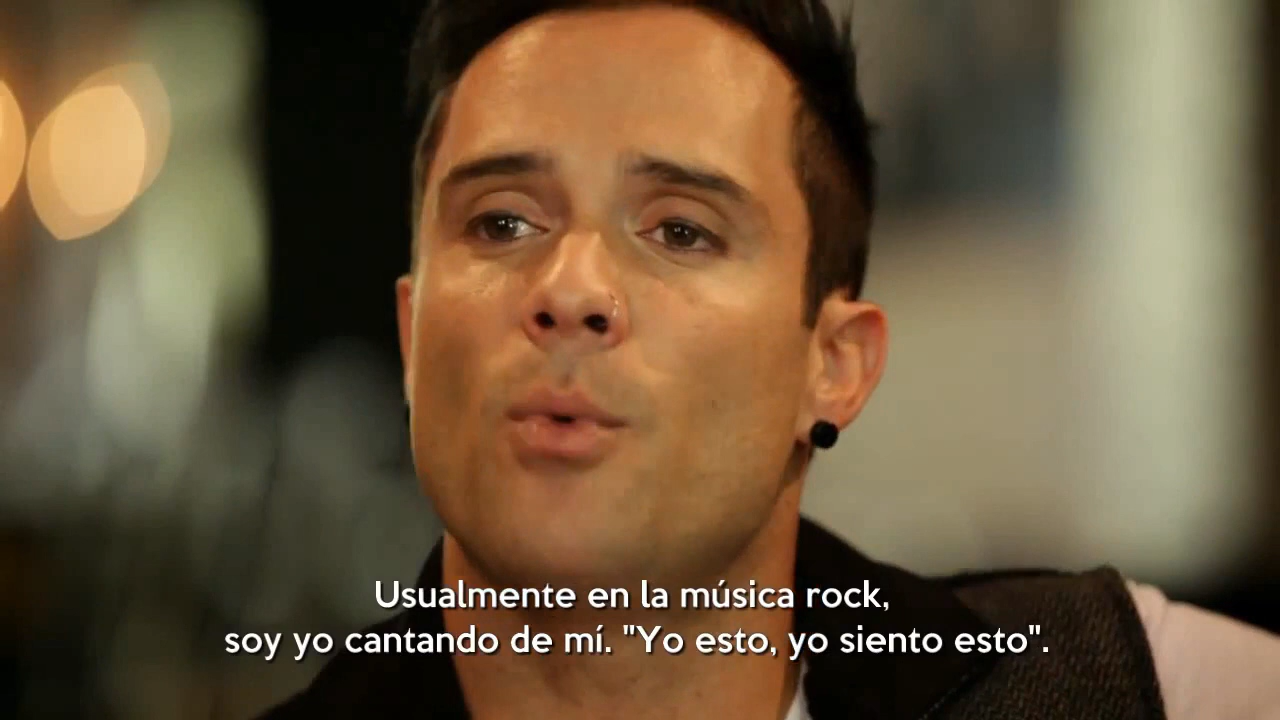 Usualmente en la música rock,
soy yo cantando de mí. "Yo esto, yo siento esto".